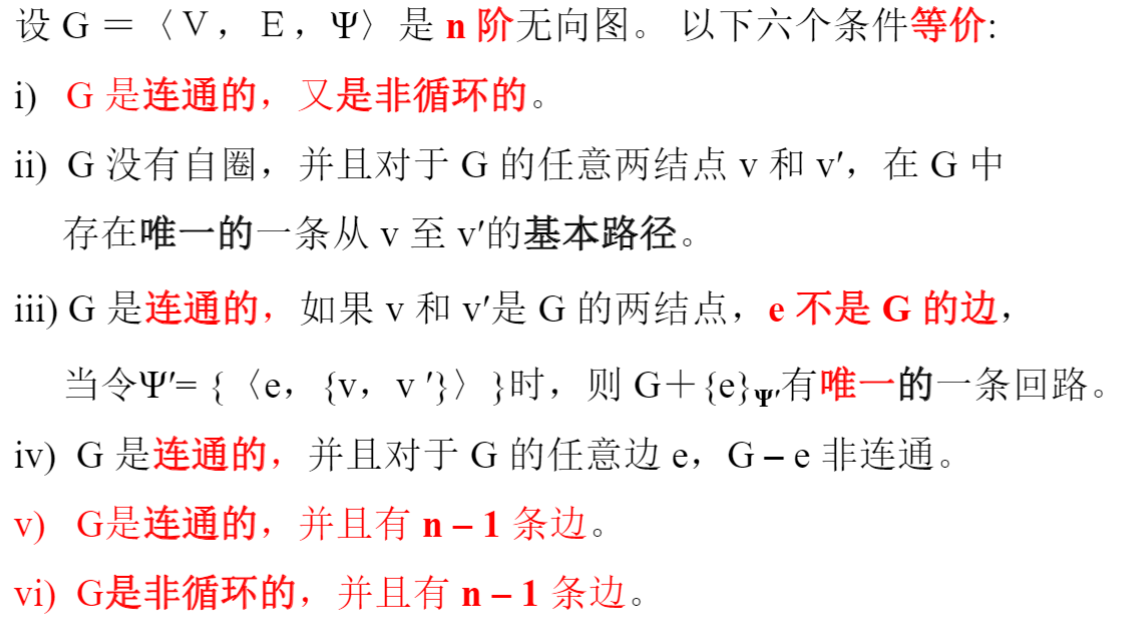 设 G ＝〈V， E，Ψ〉是 n 阶无向图。 以下六个条件等价:
i) G 是连通的，又是非循环的。
ii) G 没有自圈，并且对于 G 的任意两结点 v 和 v′，在 G 中
存在唯一的一条从 v 至 v′的基本路径。
iii) G 是连通的，如果 v 和 v′是 G 的两结点，e 不是 G 的边，
当令Ψ′= {〈e，{v，v ′}〉}时，则 G＋{e}Ψ′有唯一的一条回路。
iv) G 是连通的，并且对于 G 的任意边 e，G – e 非连通。
v) G是连通的，并且有 n – 1 条边。
vi) G是非循环的，并且有 n – 1 条边。